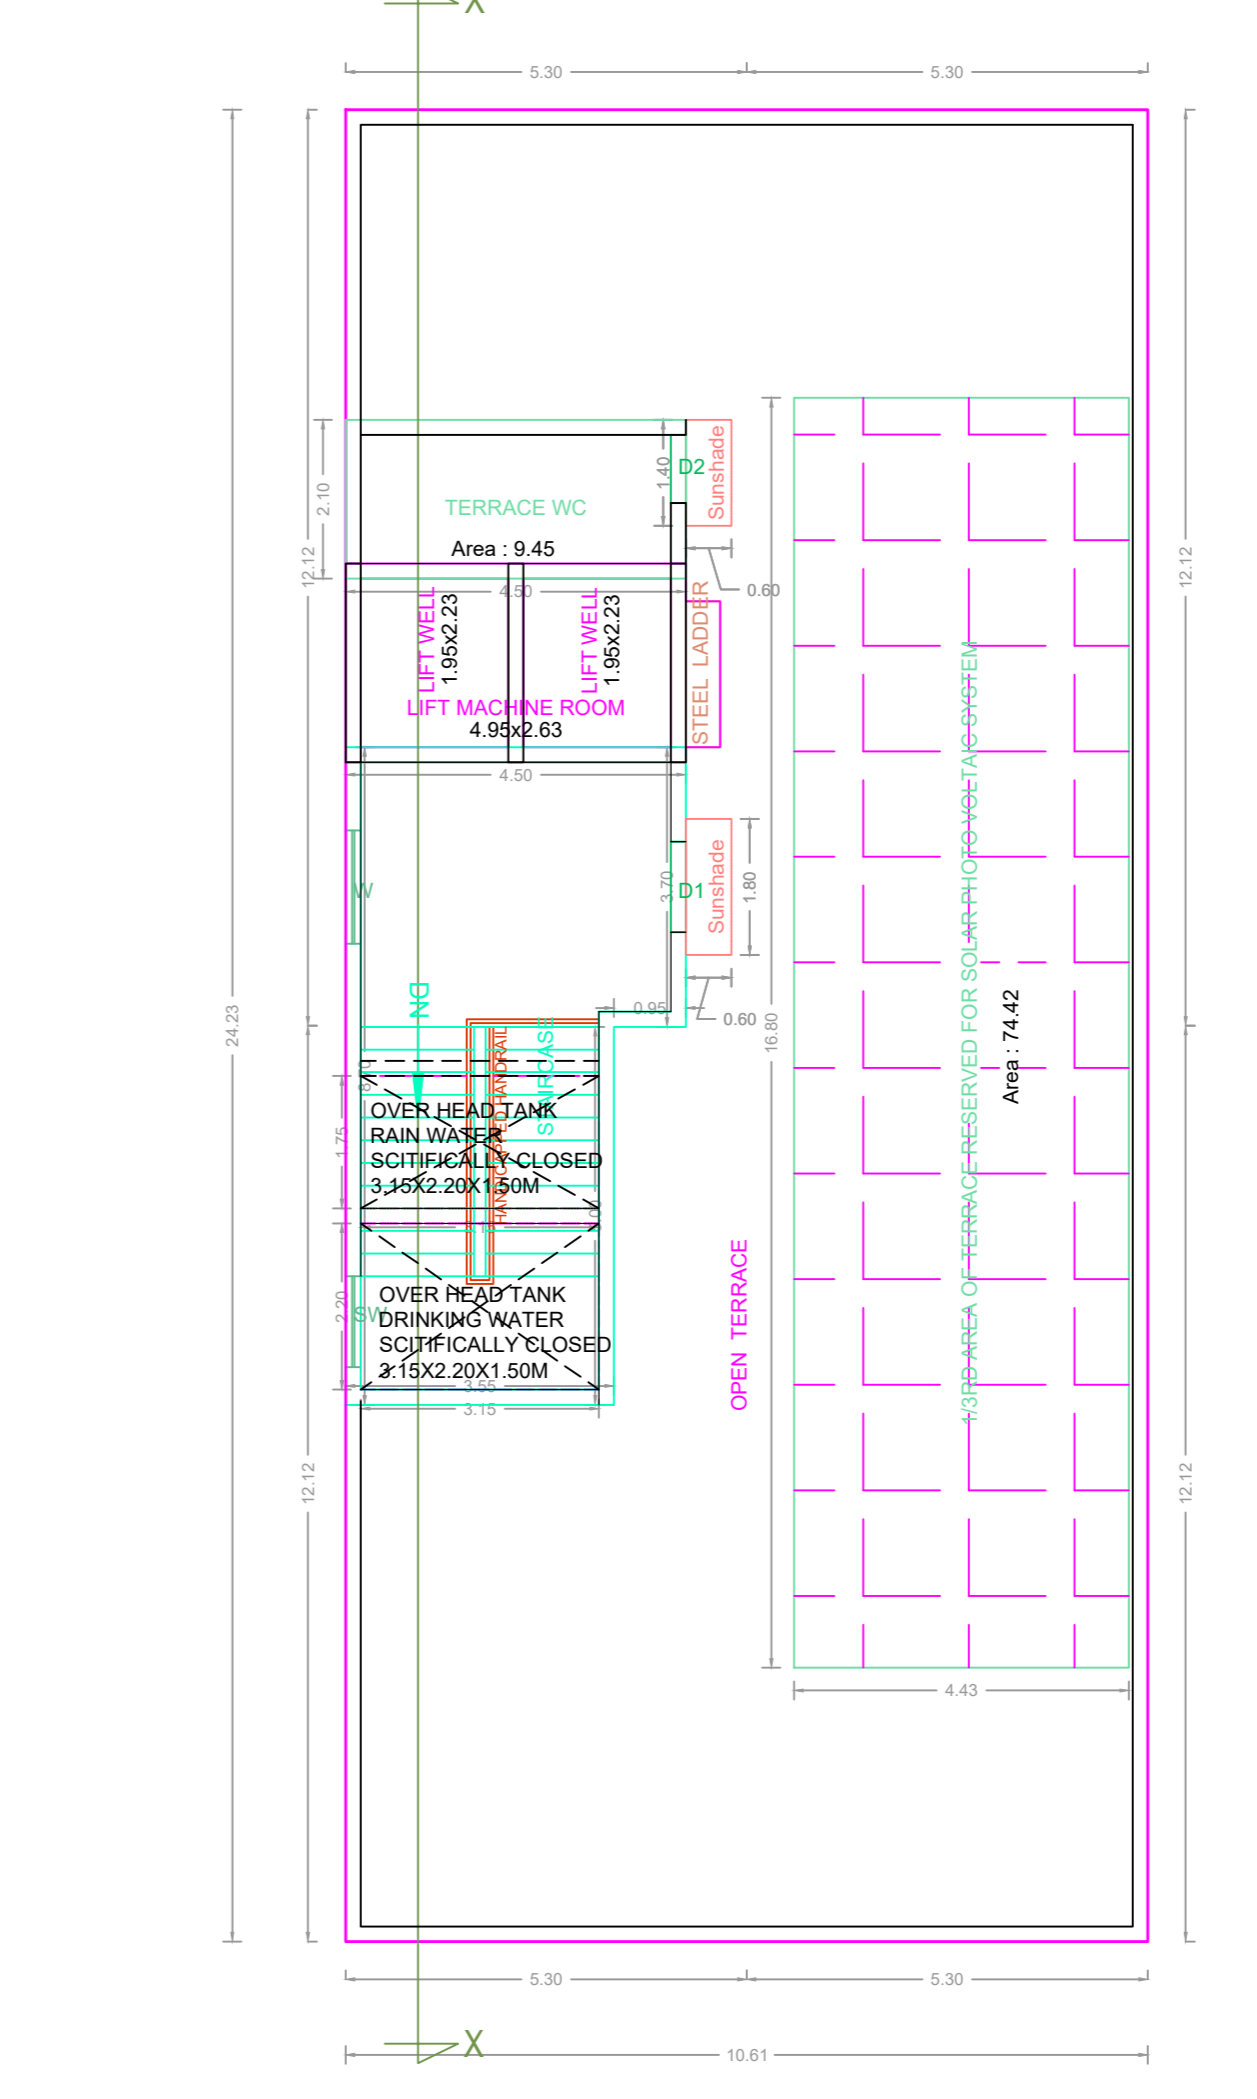 X
5.30
5.30
D2
Sunshade
1.40
2.10
TERRACE WC
Area : 9.45
12.12
12.12
4.50
0.60
LIFT WELL
1.95x2.23
LIFT WELL
1.95x2.23
STEEL LADDER
LIFT MACHINE ROOM
4.95x2.63
4.50
W
3.70
D1
Sunshade
1.80
DN
0.95
0.60
24.23
16.80
1/3RD AREA OF TERRACE RESERVED FOR SOLAR PHOTO VOLTAIC SYSTEM
Area : 74.42
STAIRCASE
HANDICAPPED HANDRAIL
1.75
OVER HEAD TANK
RAIN WATER
SCITIFICALLY CLOSED
3.15X2.20X1.50M
2.20
SW
OVER HEAD TANK
DRINKING WATER
SCITIFICALLY CLOSED
3.15X2.20X1.50M
3.55
3.15
OPEN TERRACE
12.12
12.12
4.43
5.30
5.30
X
10.61